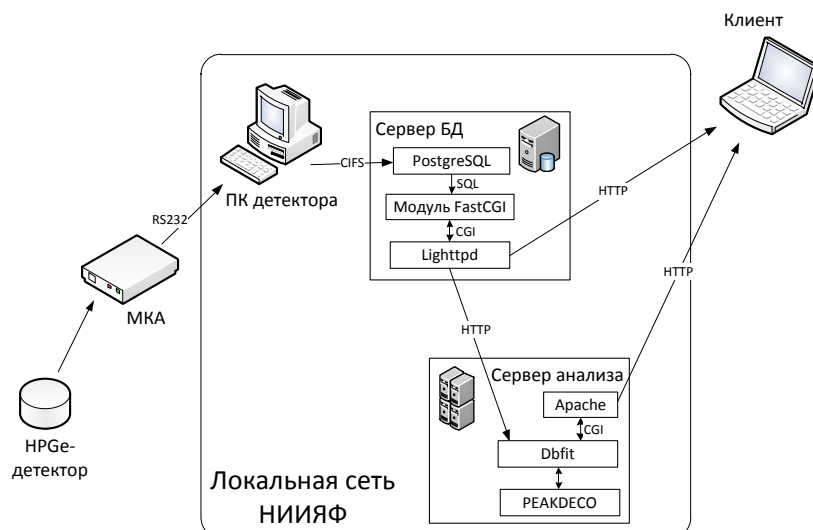 Клиент
Сервер БД
PostgreSQL
CIFS
SQL
ПК детектора
Модуль FastCGI
HTTP
CGI
RS232
Lighttpd
HTTP
МКА
HTTP
Сервер анализа
Apache
CGI
HPGe-
детектор
Dbfit
Локальная сеть
НИИЯФ
PEAKDECO